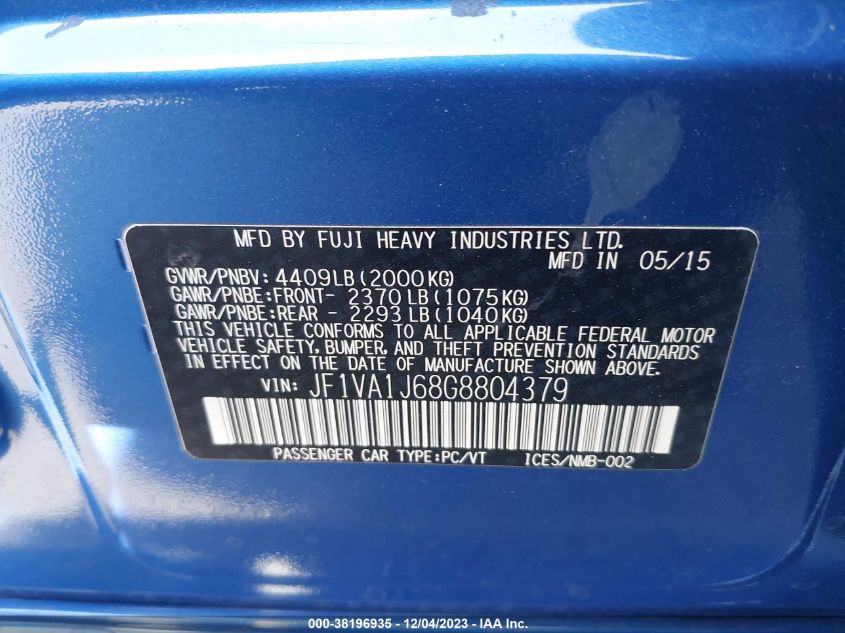 MFD BY FUJI HEAVY INDUSTRIES LTD.
MFD IN 05/15
GVWR/PNBV: 4409LB(2000KG)
GAWR/PNBE:FRONT- 2370LB(1075KG)
GAWR/PNBE:REAR - 2293LB(1040KG)
THIS VEHICLE CONFORMS TO ALL APPLICABLE FEDERAL MOTOR
VEHICLE SAFETY, BUMPER, AND THEFT PREVENTION STANDARDS
IN EFFECT ON THE DATE OF MANUFACTURE SHOWN ABOVE.
VIN: JF1VA1J68G8804379
PASSENGER CAR TYPE:PC/VT ICES/NMB-002
000-38196935 - 12/04/2023 - IAA Inc.